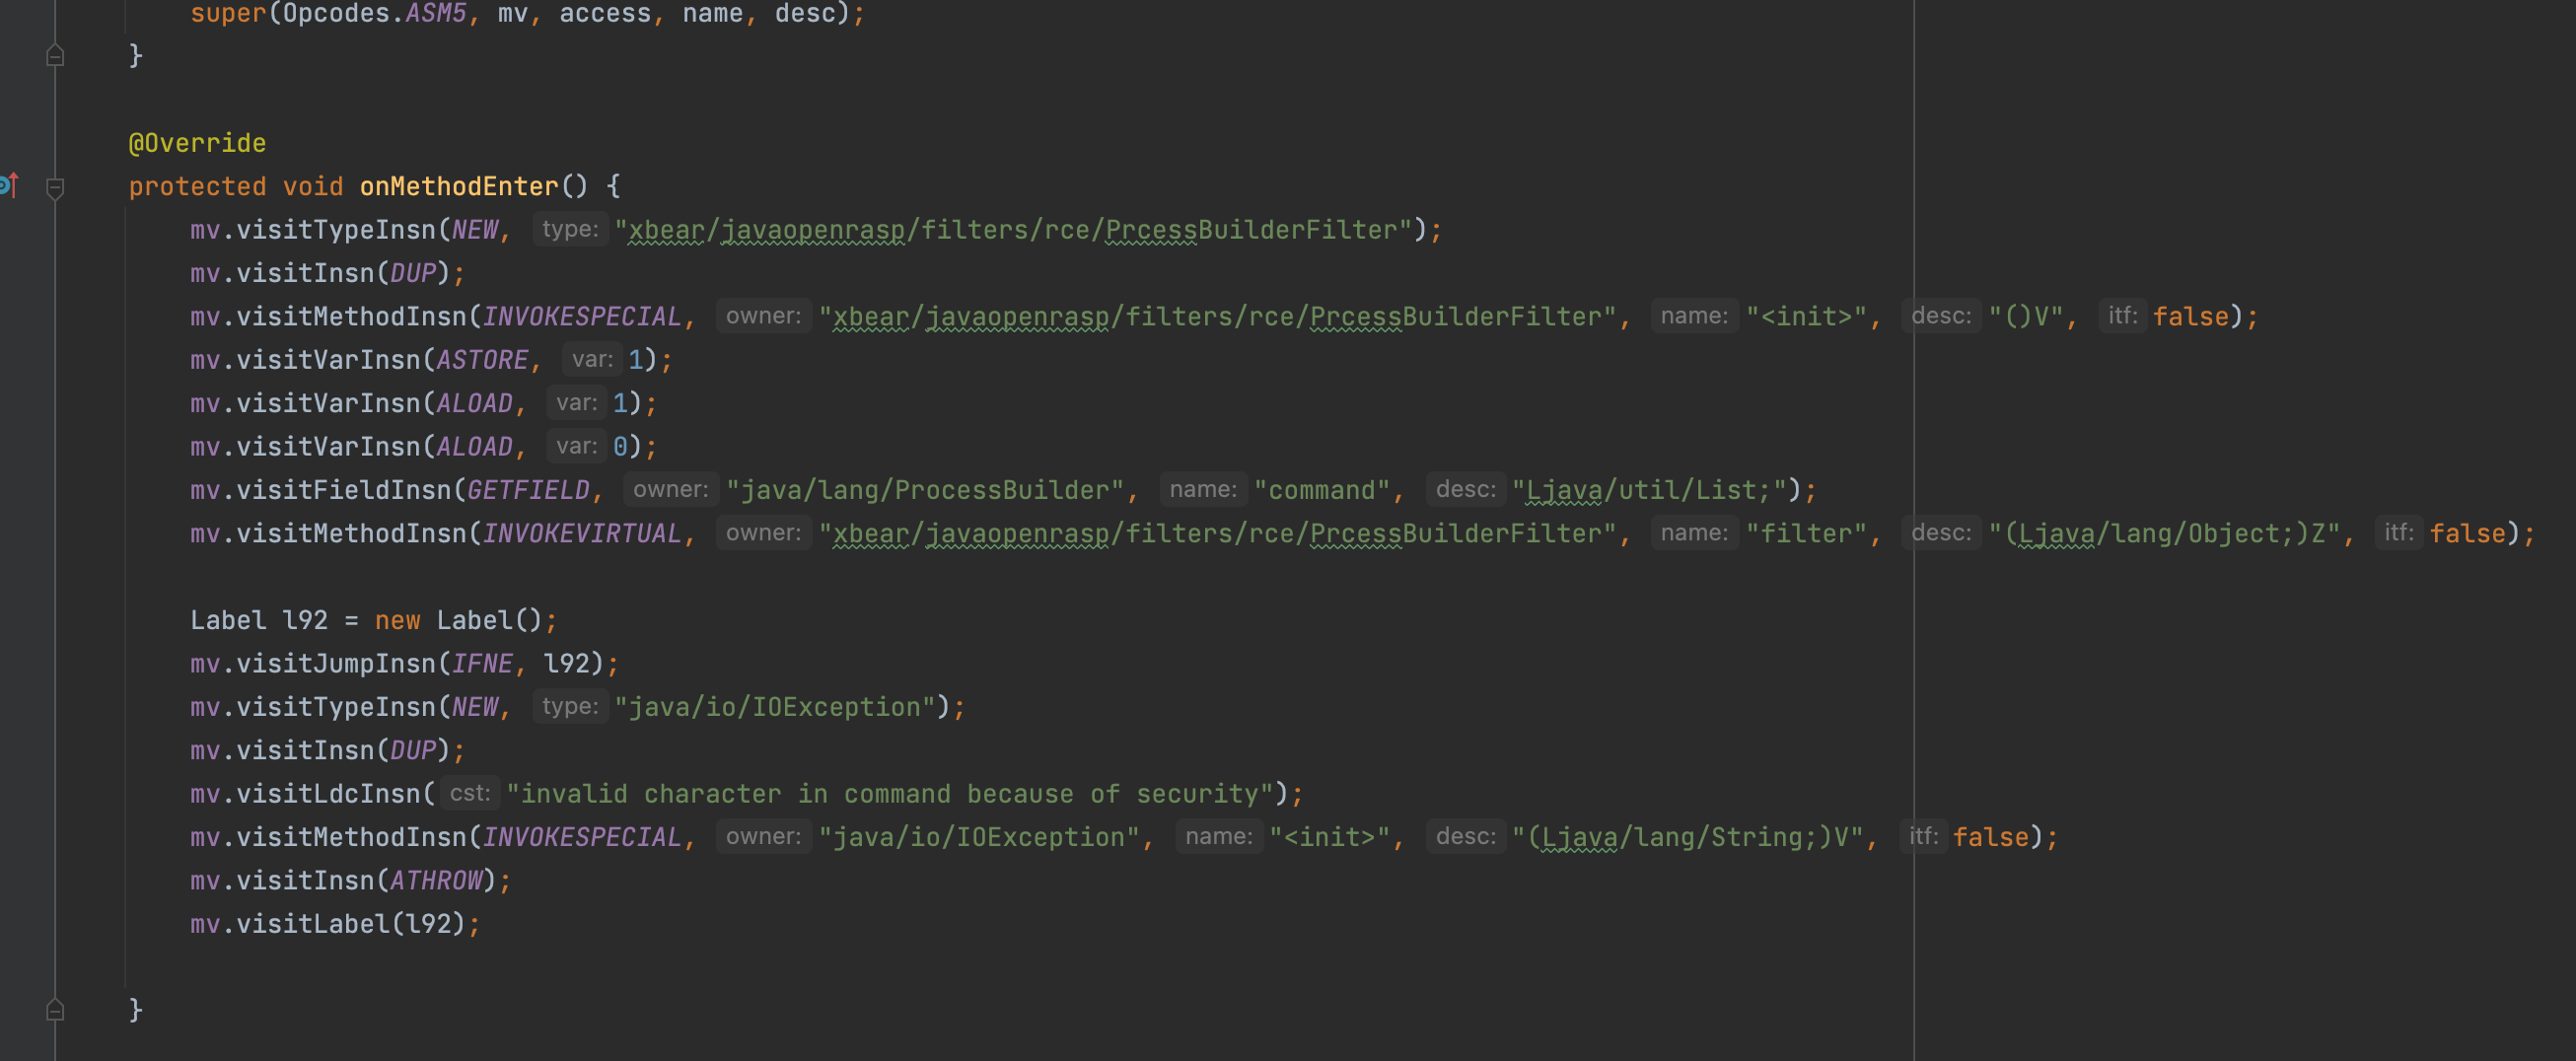 super(Opcodes.ASM5, mv, access, name, desc);
}
@Override
protected void onMethodEnter() {
mv.visitTypeInsn(NEW, type: "xbear/javaopenrasp/filters/rce/PrcessBuilderFilter");
mv.visitInsn(DUP);
mv.visitMethodInsn(INVOKESPECIAL, owner: "xbear/javaopenrasp/filters/rce/PrcessBuilderFilter", name: "<init>", desc: "()V", itf: false);
mv.visitVarInsn(ASTORE, var: 1);
mv.visitVarInsn(ALOAD, var: 1);
mv.visitVarInsn(ALOAD, var: 0);
mv.visitFieldInsn(GETFIELD, owner: "java/lang/ProcessBuilder", name: "command", desc: "Ljava/util/List;");
mv.visitMethodInsn(INVOKEVIRTUAL, owner: "xbear/javaopenrasp/filters/rce/PrcessBuilderFilter", name: "filter", desc: "(Ljava/lang/Object;)Z", itf: false);
Label l92 = new Label();
mv.visitJumpInsn(IFNE, l92);
mv.visitTypeInsn(NEW, type: "java/io/IOException");
mv.visitInsn(DUP);
mv.visitLdcInsn( cst: "invalid character in command because of security");
mv.visitMethodInsn(INVOKESPECIAL, owner: "java/io/IOException", name: "<init>", desc: "(Ljava/lang/String;)V", itf: false);
mv.visitInsn(ATHROW);
mv.visitLabel(l92);
}